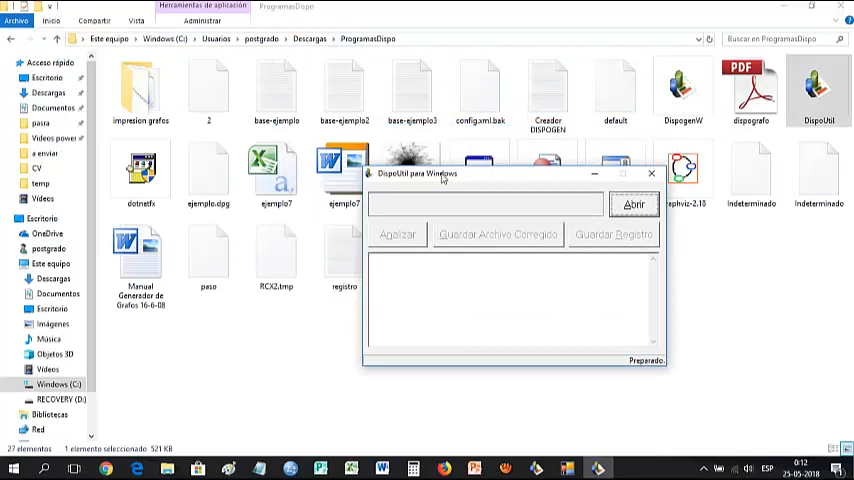 Herramientas de aplicación
ProgramasDispo
Archivo
Inicio
Compartir
Vista
Administrar
Este equipo > Windows (C:) > Usuarios > postgrado > Descargas > ProgramasDispo
Buscar en ProgramasDispo
Acceso rápido
Escritorio
Descargas
Documentos
pasra
Videos power
a enviar
CV
temp
Vídeos
Escritorio
OneDrive
postgrado
Este equipo
Descargas
Documentos
Escritorio
Imágenes
Música
Objetos 3D
Vídeos
Windows (C:)
RECOVERY (D:)
Bibliotecas
Red
impresion grafos
2
base-ejemplo
base-ejemplo2
base-ejemplo3
config.xml.bak
Creador DISPOGEN
default
DispogenW
PDF
dispografo
DispoUtil
dotnetfx
ejemplo.dpg
ejemplo7
ejemplo7
raphviz-2.18
Indeterminado
Indeterminado
Manual
Generador de
Grafos 16-6-08
paso
RCX2.tmp
registro
DispoUtil para Windows
Abrir
Analizar
Guardar Archivo Corregido
Guardar Registro
Preparado.
27 elementos
1 elemento seleccionado 521 KB
ESP
0:12
25-05-2018